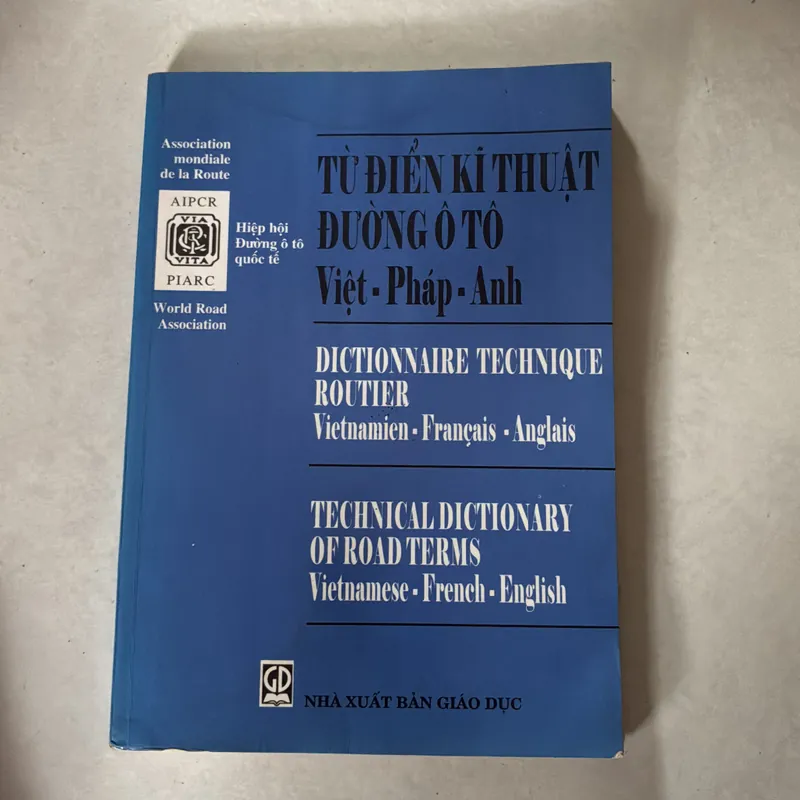 Association
mondiale
de la Route
AIPCR
VIA
VITA
PIARC
Hiệp hội
Đường ô tô
quốc tế
World Road
Association
TỪ ĐIỂN KĨ THUẬT
ĐƯỜNG Ô TÔ
Việt - Pháp - Anh
DICTIONNAIRE TECHNIQUE
ROUTIER
Vietnamien - Français - Anglais
TECHNICAL DICTIONARY
OF ROAD TERMS
Vietnamese - French - English
GD
NHÀ XUẤT BẢN GIÁO DỤC